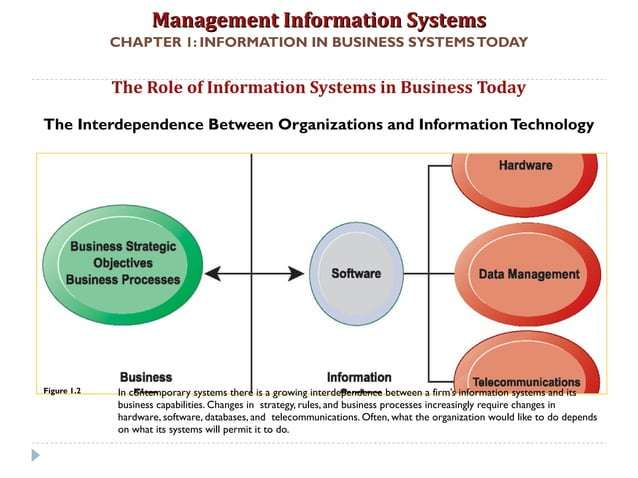 Management Information Systems
CHAPTER 1: INFORMATION IN BUSINESS SYSTEMS TODAY
The Role of Information Systems in Business Today
The Interdependence Between Organizations and Information Technology
Hardware
Business Strategic
Objectives
Business Processes
Software
Data Management
Business
Information
Telecommunications
Figure 1.2
In contemporary systems there is a growing interdependence between a firm's information systems and its
business capabilities. Changes in strategy, rules, and business processes increasingly require changes in
hardware, software, databases, and telecommunications. Often, what the organization would like to do depends
on what its systems will permit it to do.